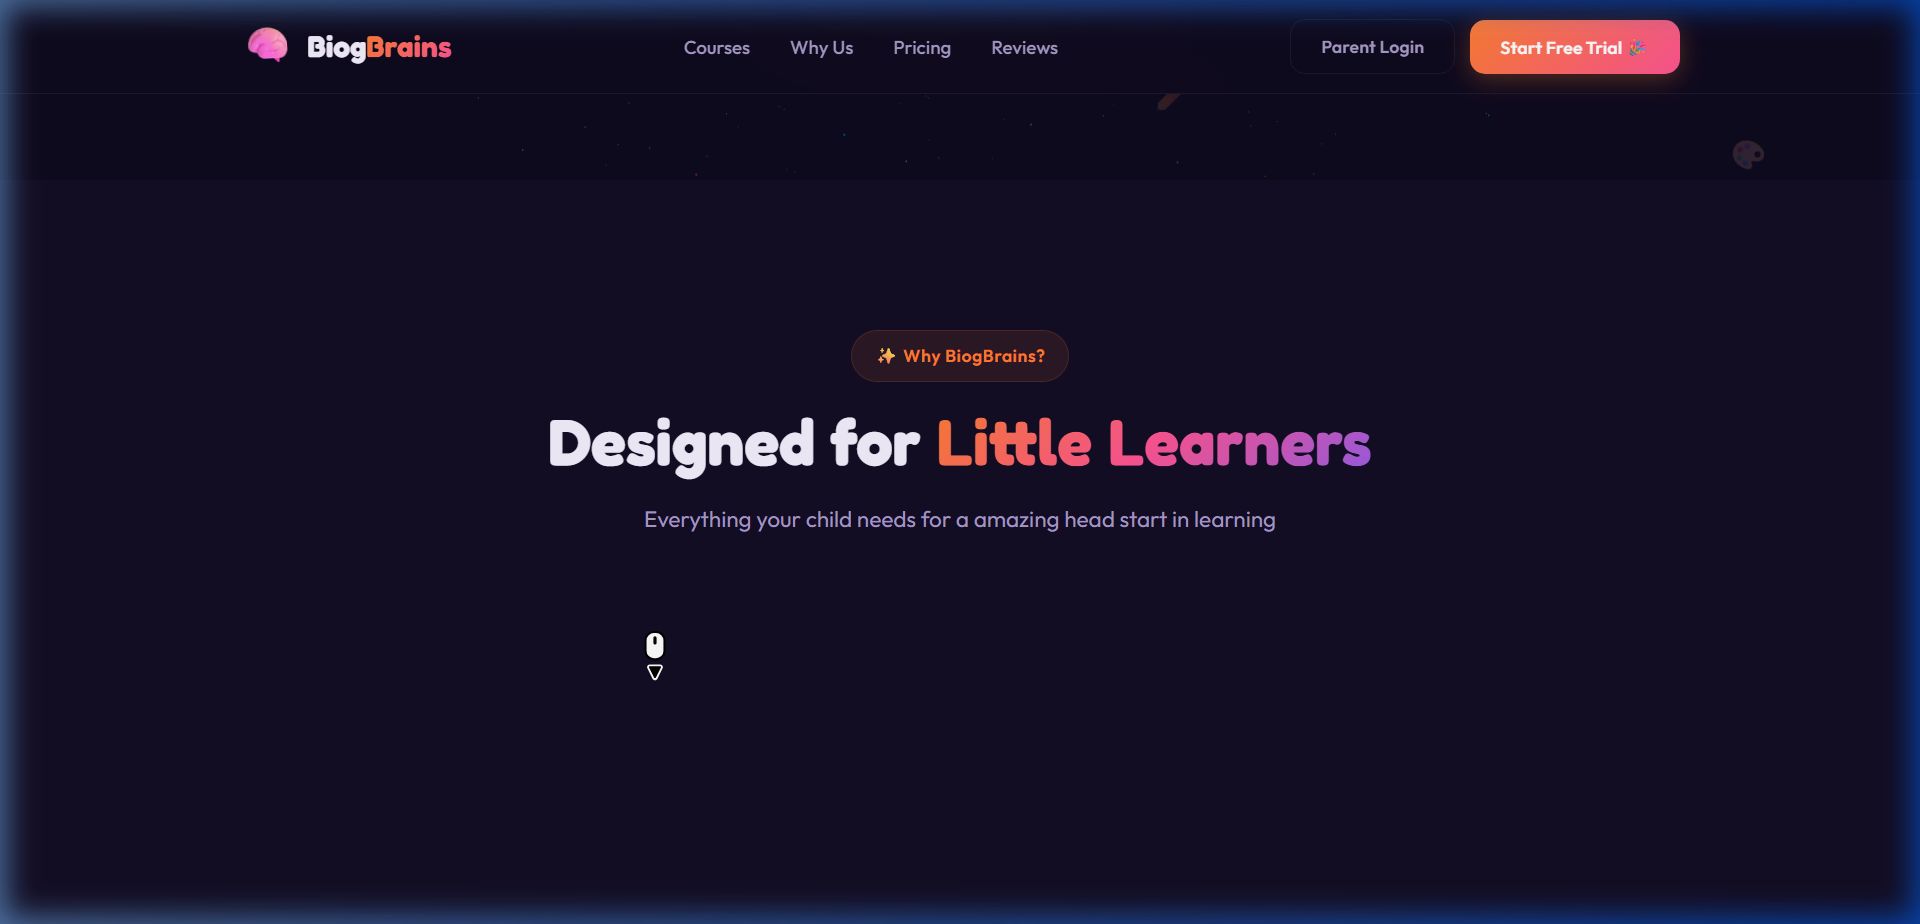 BiogBrains
Courses Why Us Pricing Reviews
Parent Login
Start Free Trial 🎉
✨ Why BiogBrains?
Designed for Little Learners
Everything your child needs for a amazing head start in learning